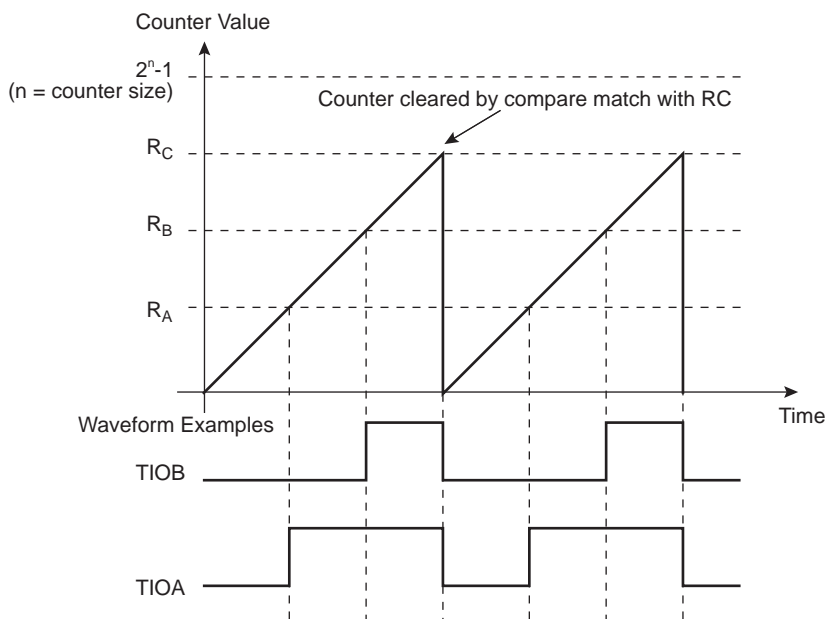 Counter Value
2ⁿ-1
(n = counter size)
Counter cleared by compare match with RC
R_C
R_B
R_A
Time
Waveform Examples
TIOB
TIOA